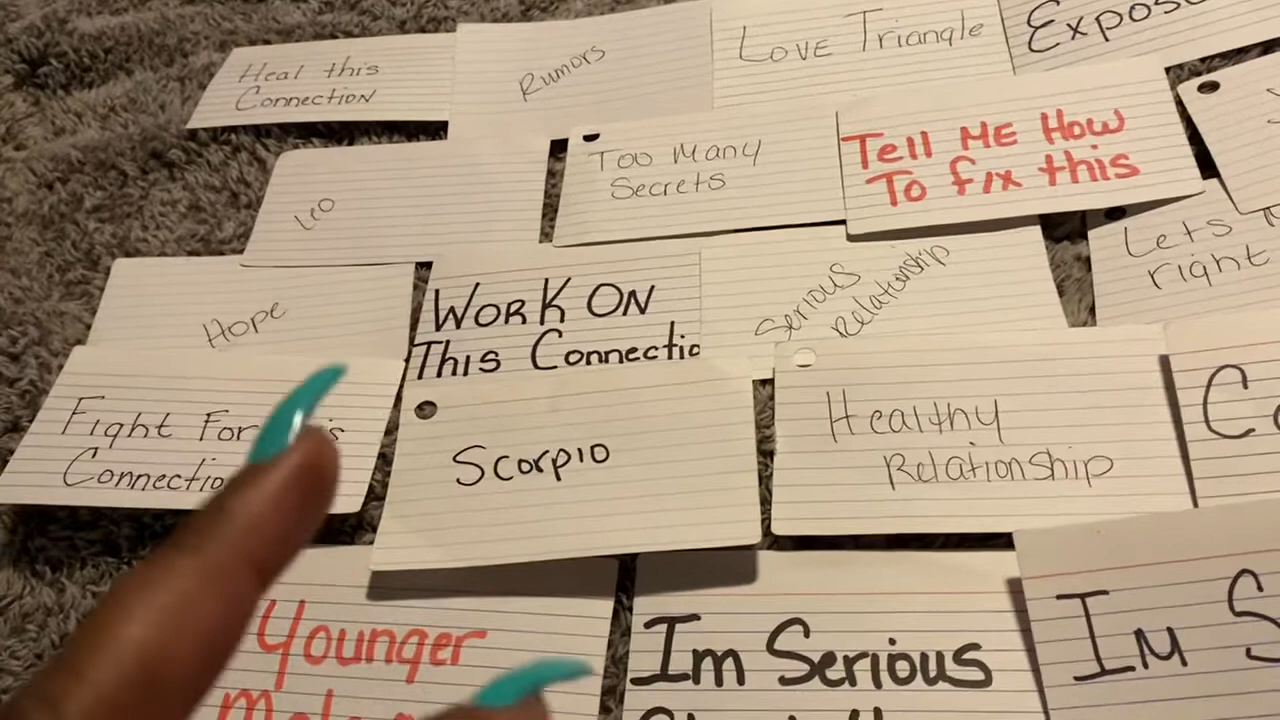 Heal this
Connection
Rumors
Love Triangle
Leo
Too Many
Secrets
Tell Me How
To fix this
Lets
right
Hope
Work On
This Connectio
Serious
Relationship
Fight For
Connectio
Scorpio
Healthy
Relationship
Younger
Im Serious
Im S